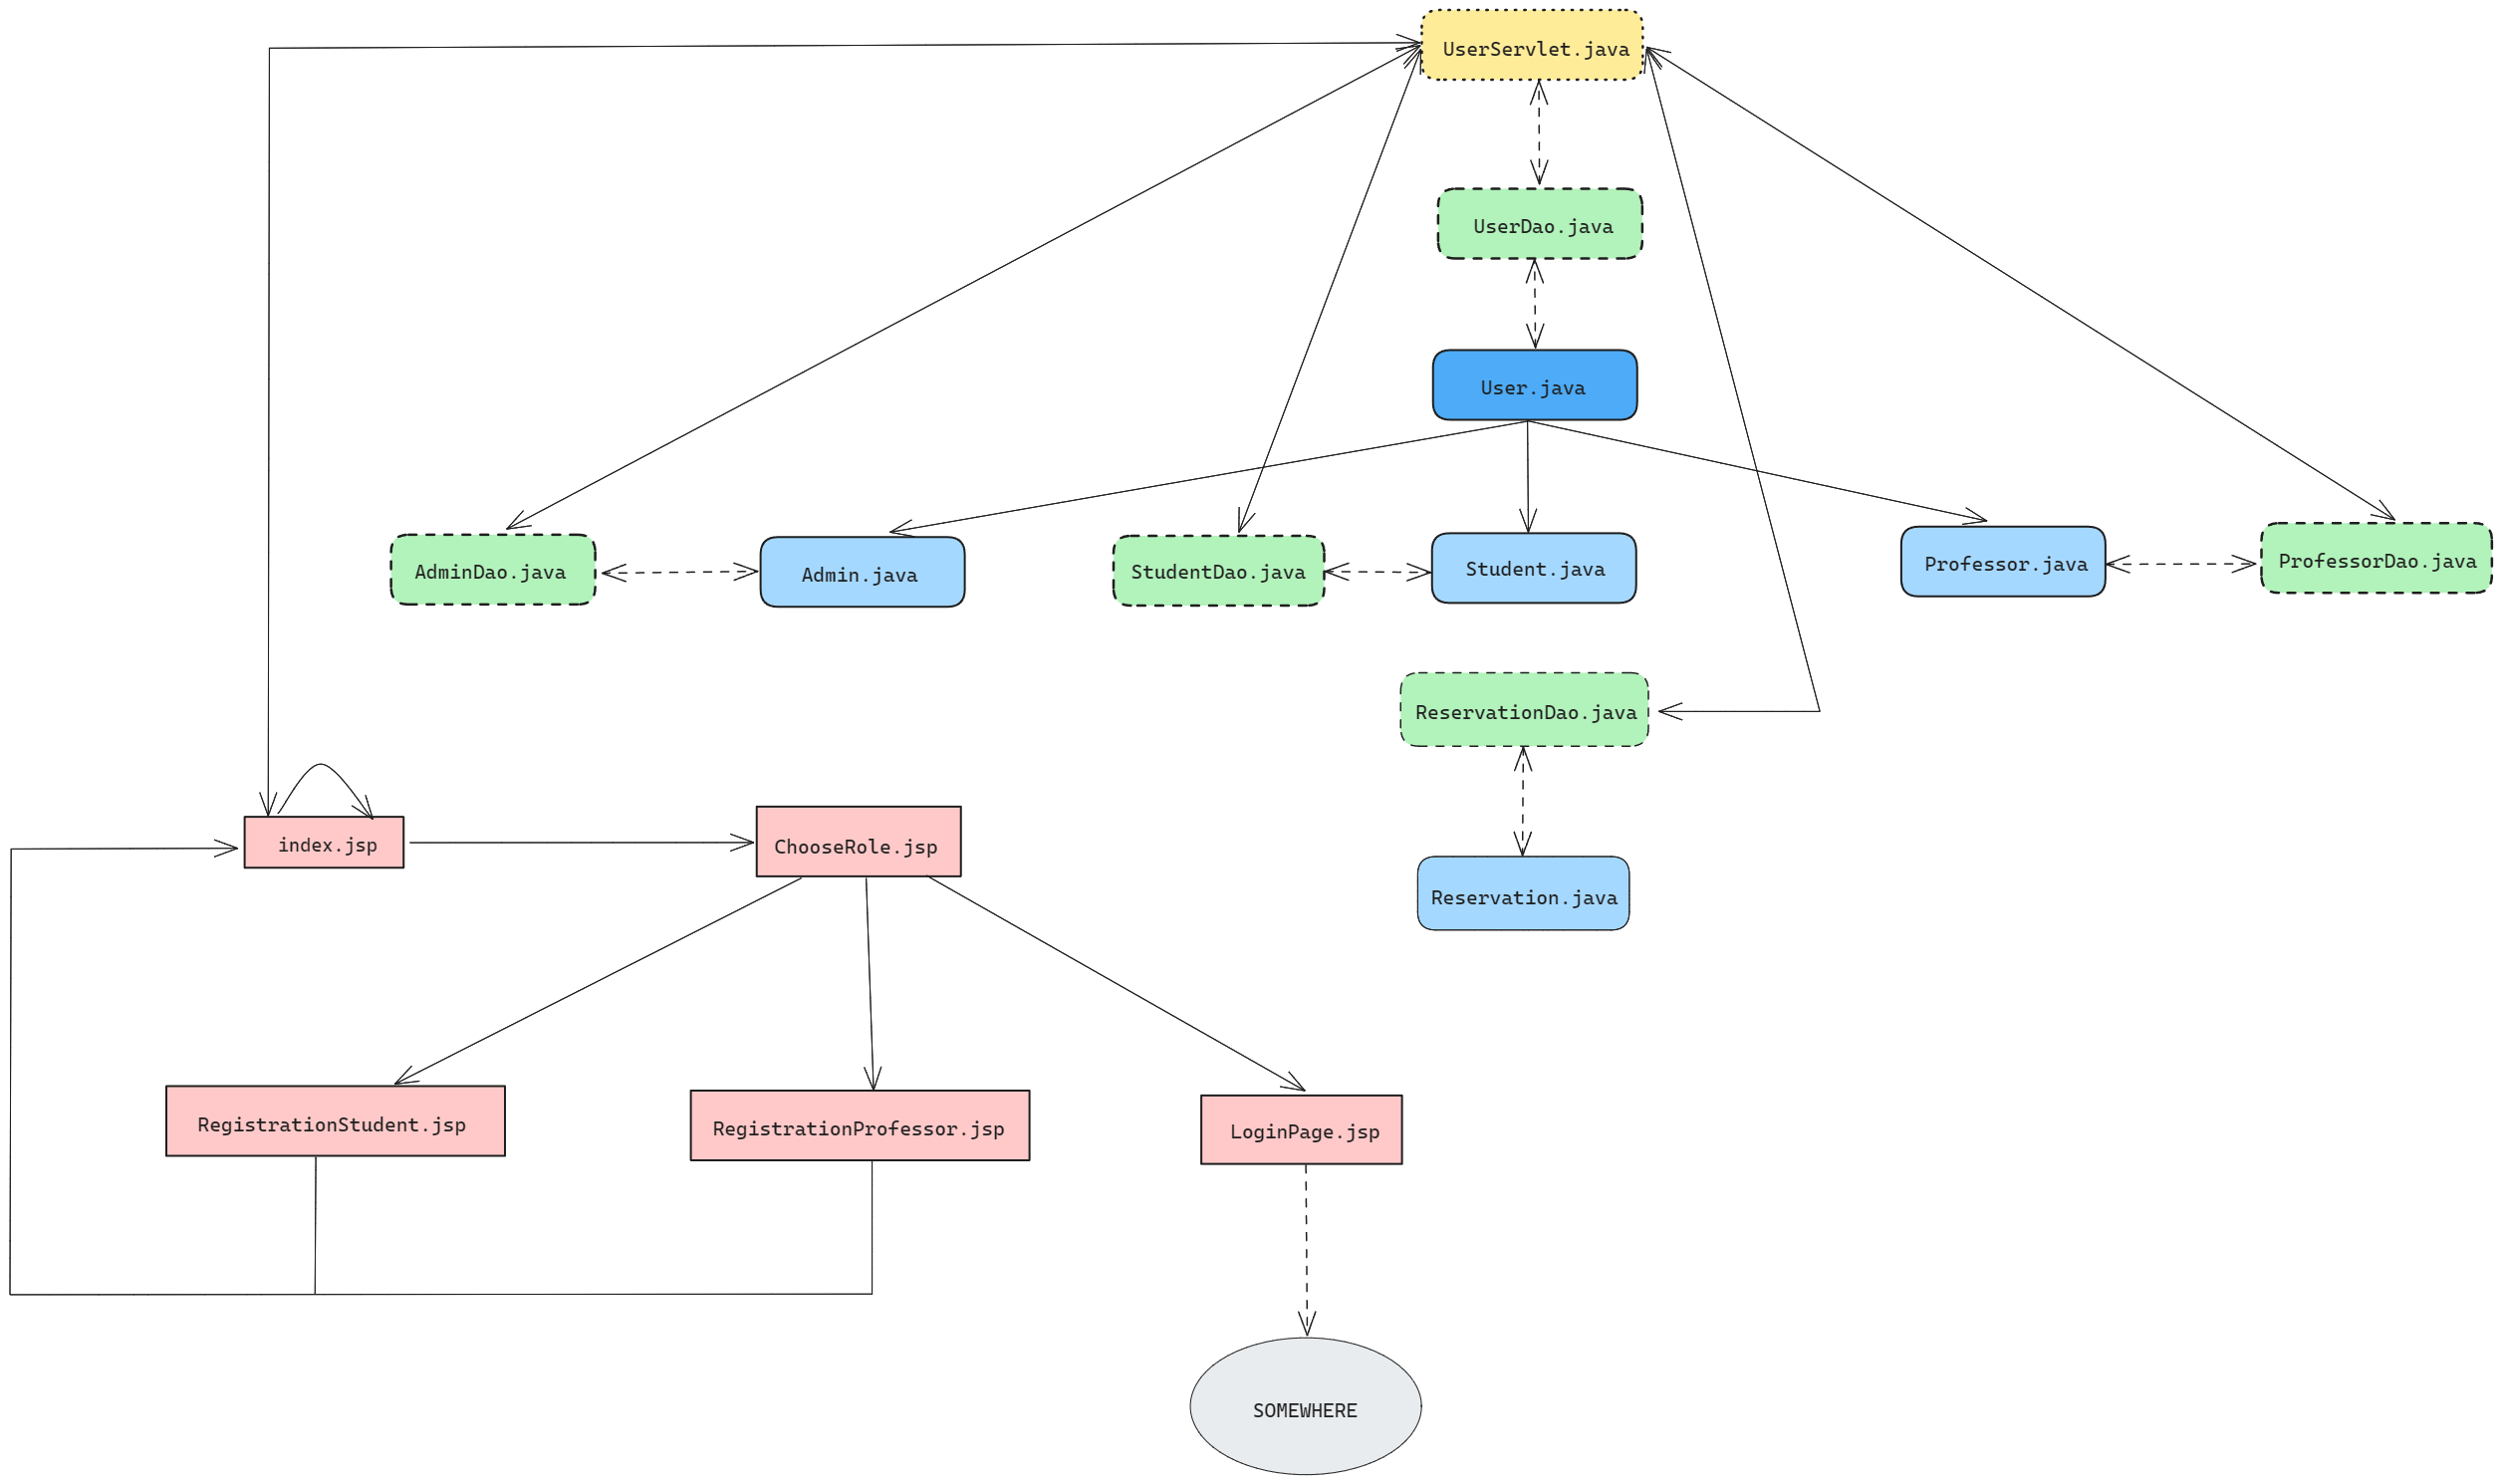 UserServlet.java
UserDao.java
User.java
AdminDao.java
Admin.java
StudentDao.java
Student.java
Professor.java
ProfessorDao.java
ReservationDao.java
index.jsp
ChooseRole.jsp
Reservation.java
RegistrationStudent.jsp
RegistrationProfessor.jsp
LoginPage.jsp
SOMEWHERE